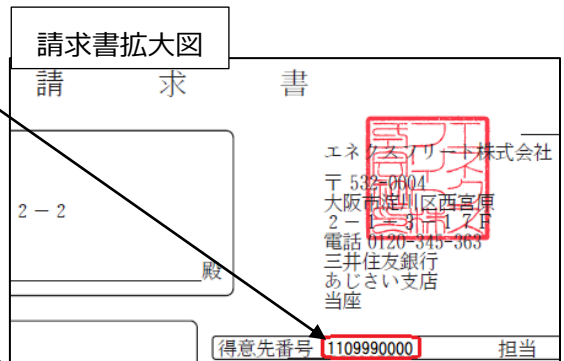 請求書拡大図
請 求 書
エネクスフリート株式会社
〒 532-0004
2－2
大阪市淀川区西宮原
2－1－3－17F
電話 0120-345-363
三井住友銀行
殿
あじさい支店
当座
得意先番号 1109990000 担当